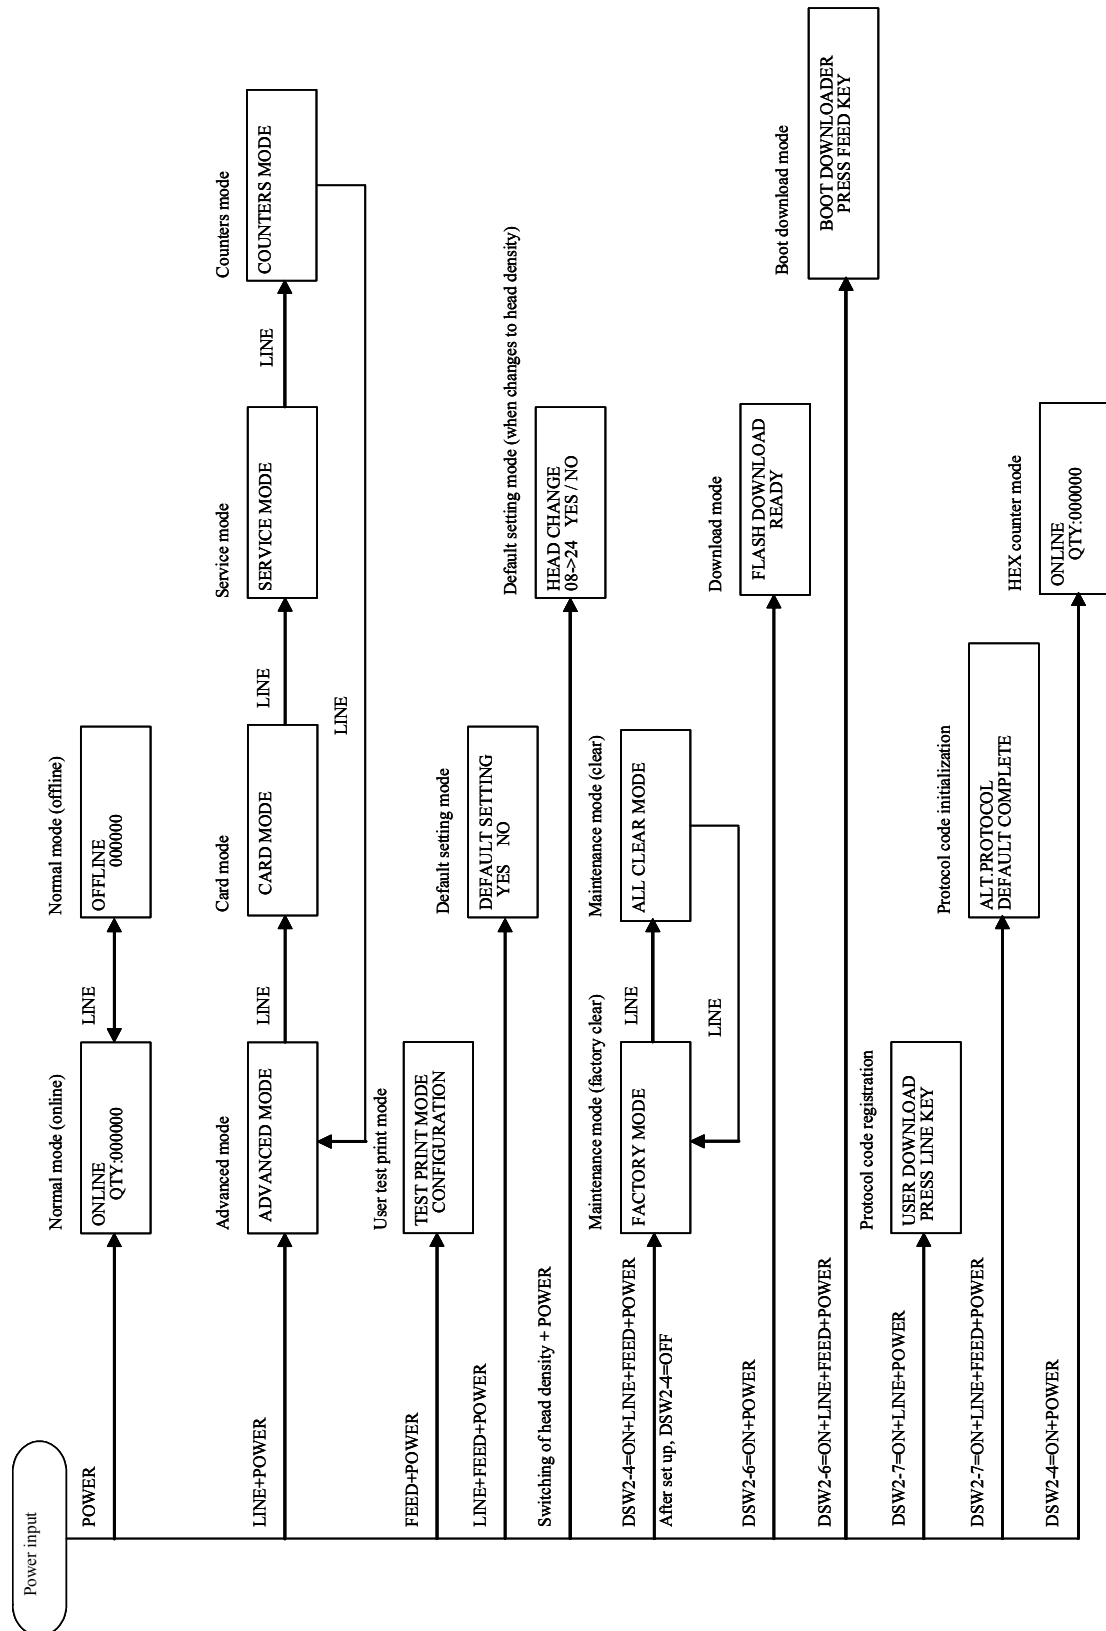 Power input
POWER
Normal mode (online)
ONLINE
QTY:000000
LINE
Normal mode (offline)
OFFLINE
000000
LINE+POWER
Advanced mode
ADVANCED MODE
LINE
Card mode
CARD MODE
LINE
Service mode
SERVICE MODE
LINE
Counters mode
COUNTERS MODE
LINE
FEED+POWER
User test print mode
TEST PRINT MODE
CONFIGURATION
LINE+FEED+POWER
Default setting mode
DEFAULT SETTING
YES NO
Switching of head density + POWER
Default setting mode (when changes to head density)
HEAD CHANGE
08->24 YES / NO
DSW2-4=ON+LINE+FEED+POWER
After set up, DSW2-4=OFF
Maintenance mode (factory clear)
FACTORY MODE
LINE
Maintenance mode (clear)
ALL CLEAR MODE
LINE
DSW2-6=ON+POWER
Download mode
FLASH DOWNLOAD
READY
DSW2-6=ON+LINE+FEED+POWER
Boot download mode
BOOT DOWNLOADER
PRESS FEED KEY
DSW2-7=ON+LINE+POWER
Protocol code registration
USER DOWNLOAD
PRESS LINE KEY
DSW2-7=ON+LINE+FEED+POWER
Protocol code initialization
ALT.PROTOCOL
DEFAULT COMPLETE
DSW2-4=ON+POWER
HEX counter mode
ONLINE
QTY:000000